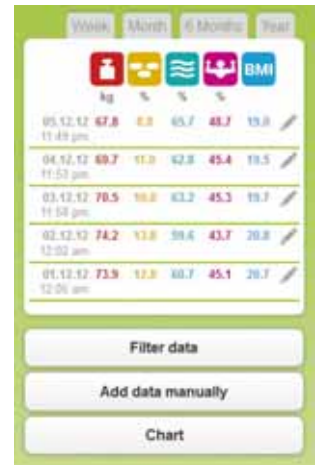 Week Month 6 Months Year
BMI
kg % % %
05.12.12 67.8 65.7 48.7 19.0
11:49 pm
04.12.12 69.7 11.0 62.8 45.4 19.5
11:53 pm
03.12.12 70.5 63.2 45.3 19.7
11:58 pm
02.12.12 74.2 13.8 59.6 43.7 20.8
12:02 am
01.12.12 73.9 12.8 60.7 45.1 20.7
12:06 am
Filter data
Add data manually
Chart